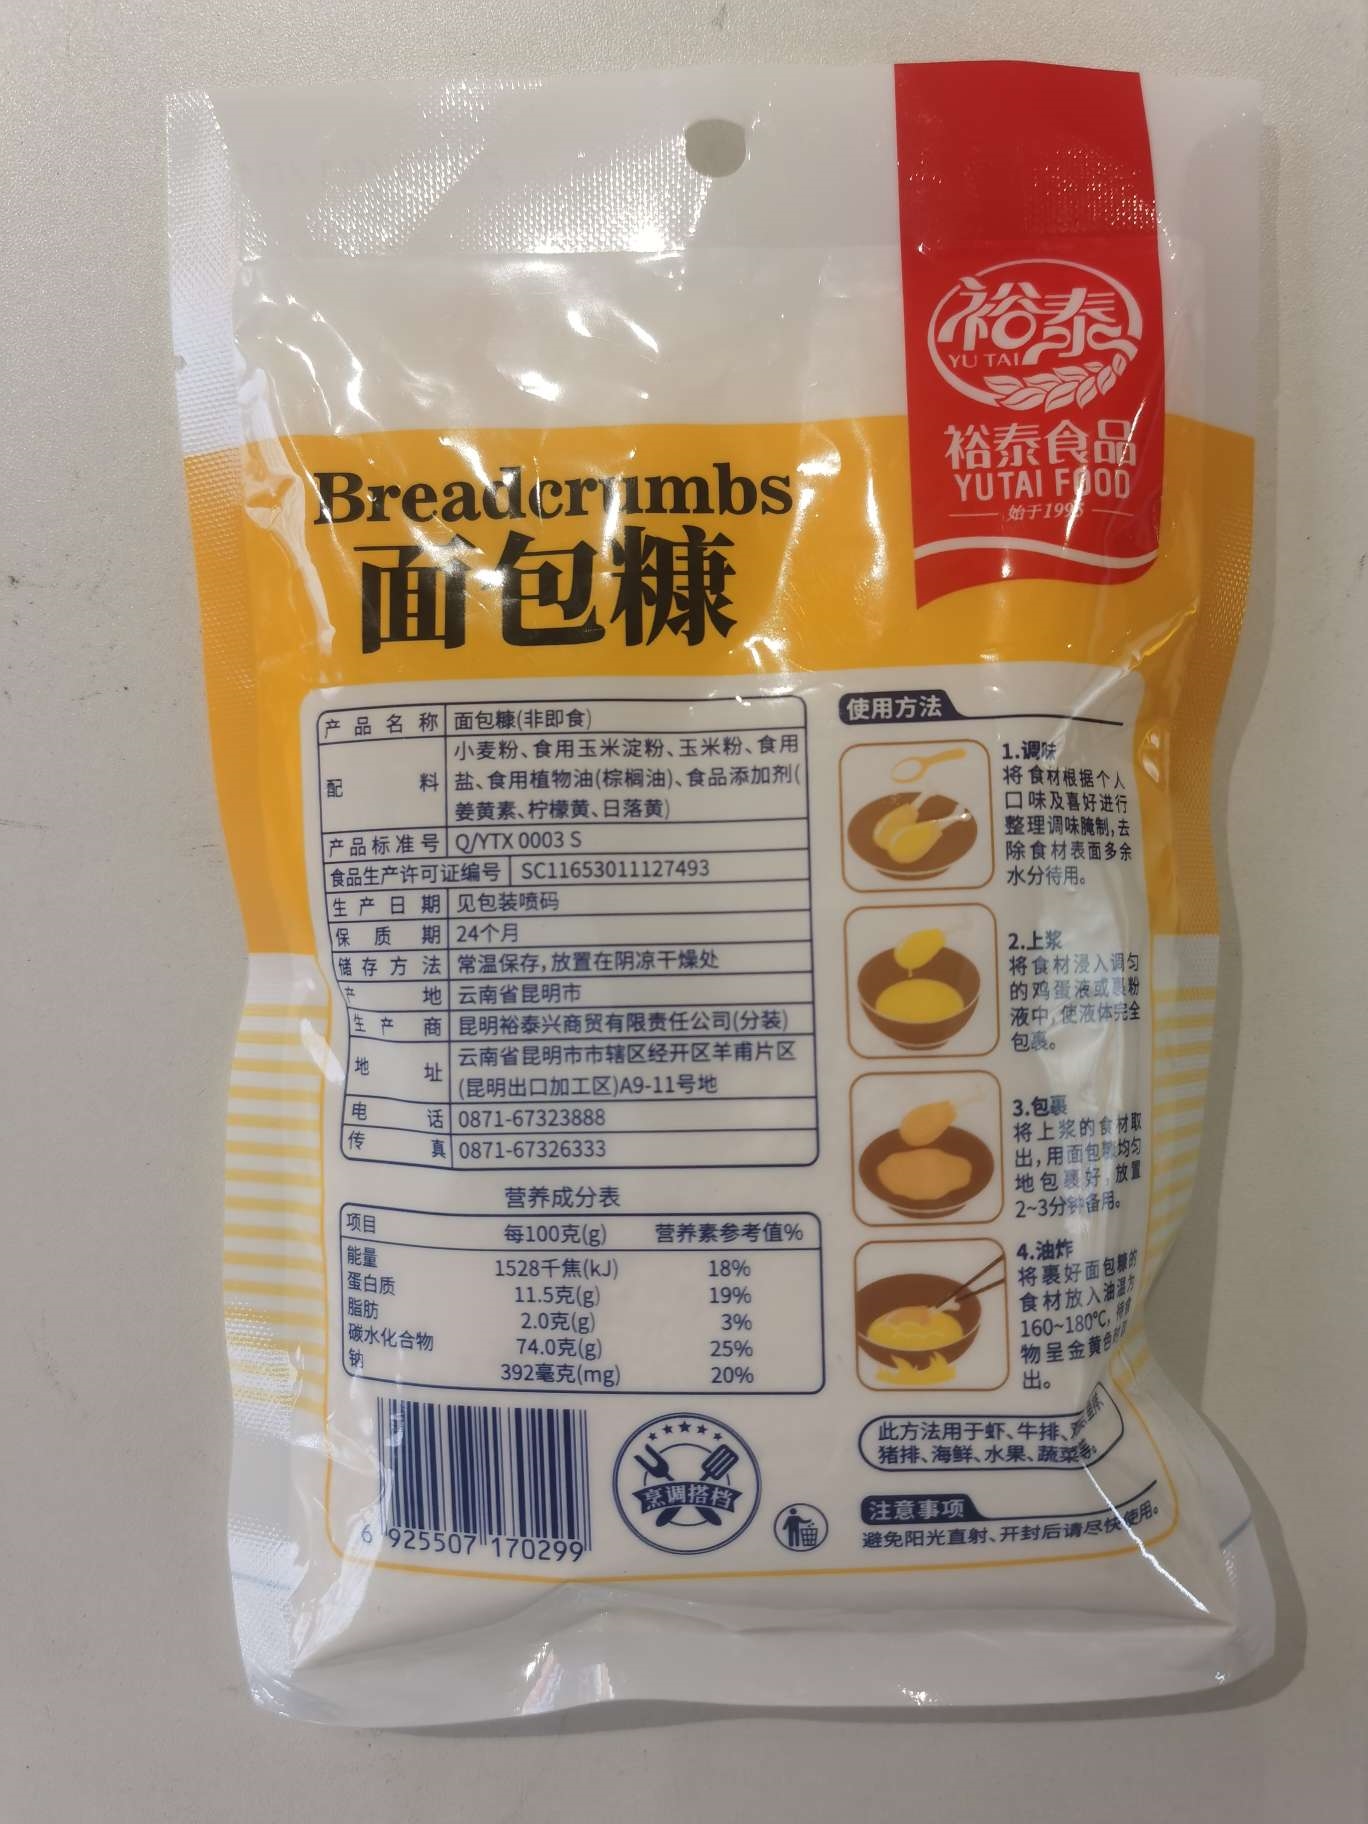 裕泰
YU TAI
裕泰食品
YUTAI FOOD
始于1998
Breadcrumbs
面包糠
产品名称 面包糠(非即食)
配料 小麦粉、食用玉米淀粉、玉米粉、食用
盐、食用植物油(棕榈油)、食品添加剂(
姜黄素、柠檬黄、日落黄)
产品标准号 Q/YTX 0003 S
食品生产许可证编号 SC11653011127493
生产日期 见包装喷码
保质期 24个月
储存方法 常温保存,放置在阴凉干燥处
产地 云南省昆明市
生产商 昆明裕泰兴商贸有限责任公司(分装)
地址 云南省昆明市市辖区经开区羊甫片区
(昆明出口加工区)A9-11号地
电话 0871-67323888
传真 0871-67326333
营养成分表
项目 每100克(g) 营养素参考值%
能量 1528千焦(kJ) 18%
蛋白质 11.5克(g) 19%
脂肪 2.0克(g) 3%
碳水化合物 74.0克(g) 25%
钠 392毫克(mg) 20%
6 925507 170299
烹调搭档
使用方法
1.调味
将食材根据个人
口味及喜好进行
整理调味腌制,去
除食材表面多余
水分待用。
2.上浆
将食材浸入调匀
的鸡蛋液或裹粉
液中,使液体完全
包裹。
3.包裹
将上浆的食材取
出,用面包糠均匀
地包裹好,放置
2~3分钟备用。
4.油炸
将裹好面包糠的
食材放入油温为
160~180°C,待食
物呈金黄色
出。
此方法用于虾、牛排、
猪排、海鲜、水果、蔬菜等。
注意事项
避免阳光直射、开封后请尽快使用。